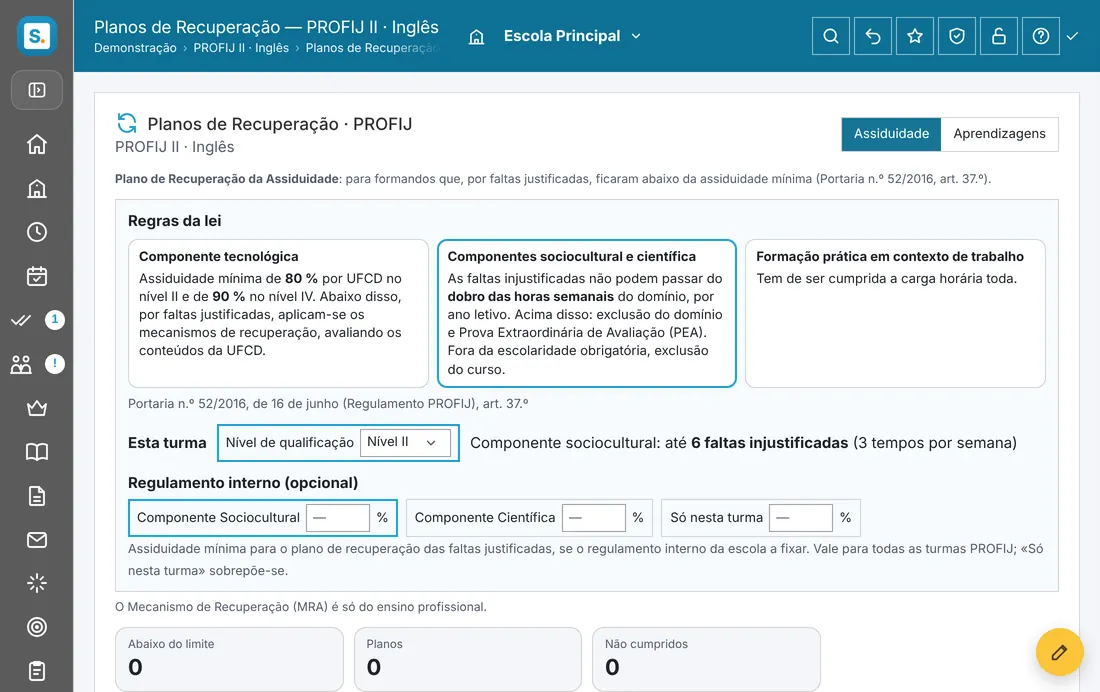 S.
Planos de Recuperação — PROFIJ II · Inglês
Demonstração › PROFIJ II · Inglês › Planos de Recuperação
Escola Principal
1
!
Planos de Recuperação · PROFIJ
PROFIJ II · Inglês
Assiduidade
Aprendizagens
Plano de Recuperação da Assiduidade: para formandos que, por faltas justificadas, ficaram abaixo da assiduidade mínima (Portaria n.º 52/2016, art. 37.º).
Regras da lei
Componente tecnológica
Assiduidade mínima de 80 % por UFCD no
nível II e de 90 % no nível IV. Abaixo disso,
por faltas justificadas, aplicam-se os
mecanismos de recuperação, avaliando os
conteúdos da UFCD.
Componentes sociocultural e científica
As faltas injustificadas não podem passar do
dobro das horas semanais do domínio, por
ano letivo. Acima disso: exclusão do domínio
e Prova Extraordinária de Avaliação (PEA).
Fora da escolaridade obrigatória, exclusão
do curso.
Formação prática em contexto de trabalho
Tem de ser cumprida a carga horária toda.
Portaria n.º 52/2016, de 16 de junho (Regulamento PROFIJ), art. 37.º
Esta turma
Nível de qualificação
Nível II
Componente sociocultural: até 6 faltas injustificadas (3 tempos por semana)
Regulamento interno (opcional)
Componente Sociocultural — %
Componente Científica — %
Só nesta turma — %
Assiduidade mínima para o plano de recuperação das faltas justificadas, se o regulamento interno da escola a fixar. Vale para todas as turmas PROFIJ; «Só
nesta turma» sobrepõe-se.
O Mecanismo de Recuperação (MRA) é só do ensino profissional.
Abaixo do limite
0
Planos
0
Não cumpridos
0